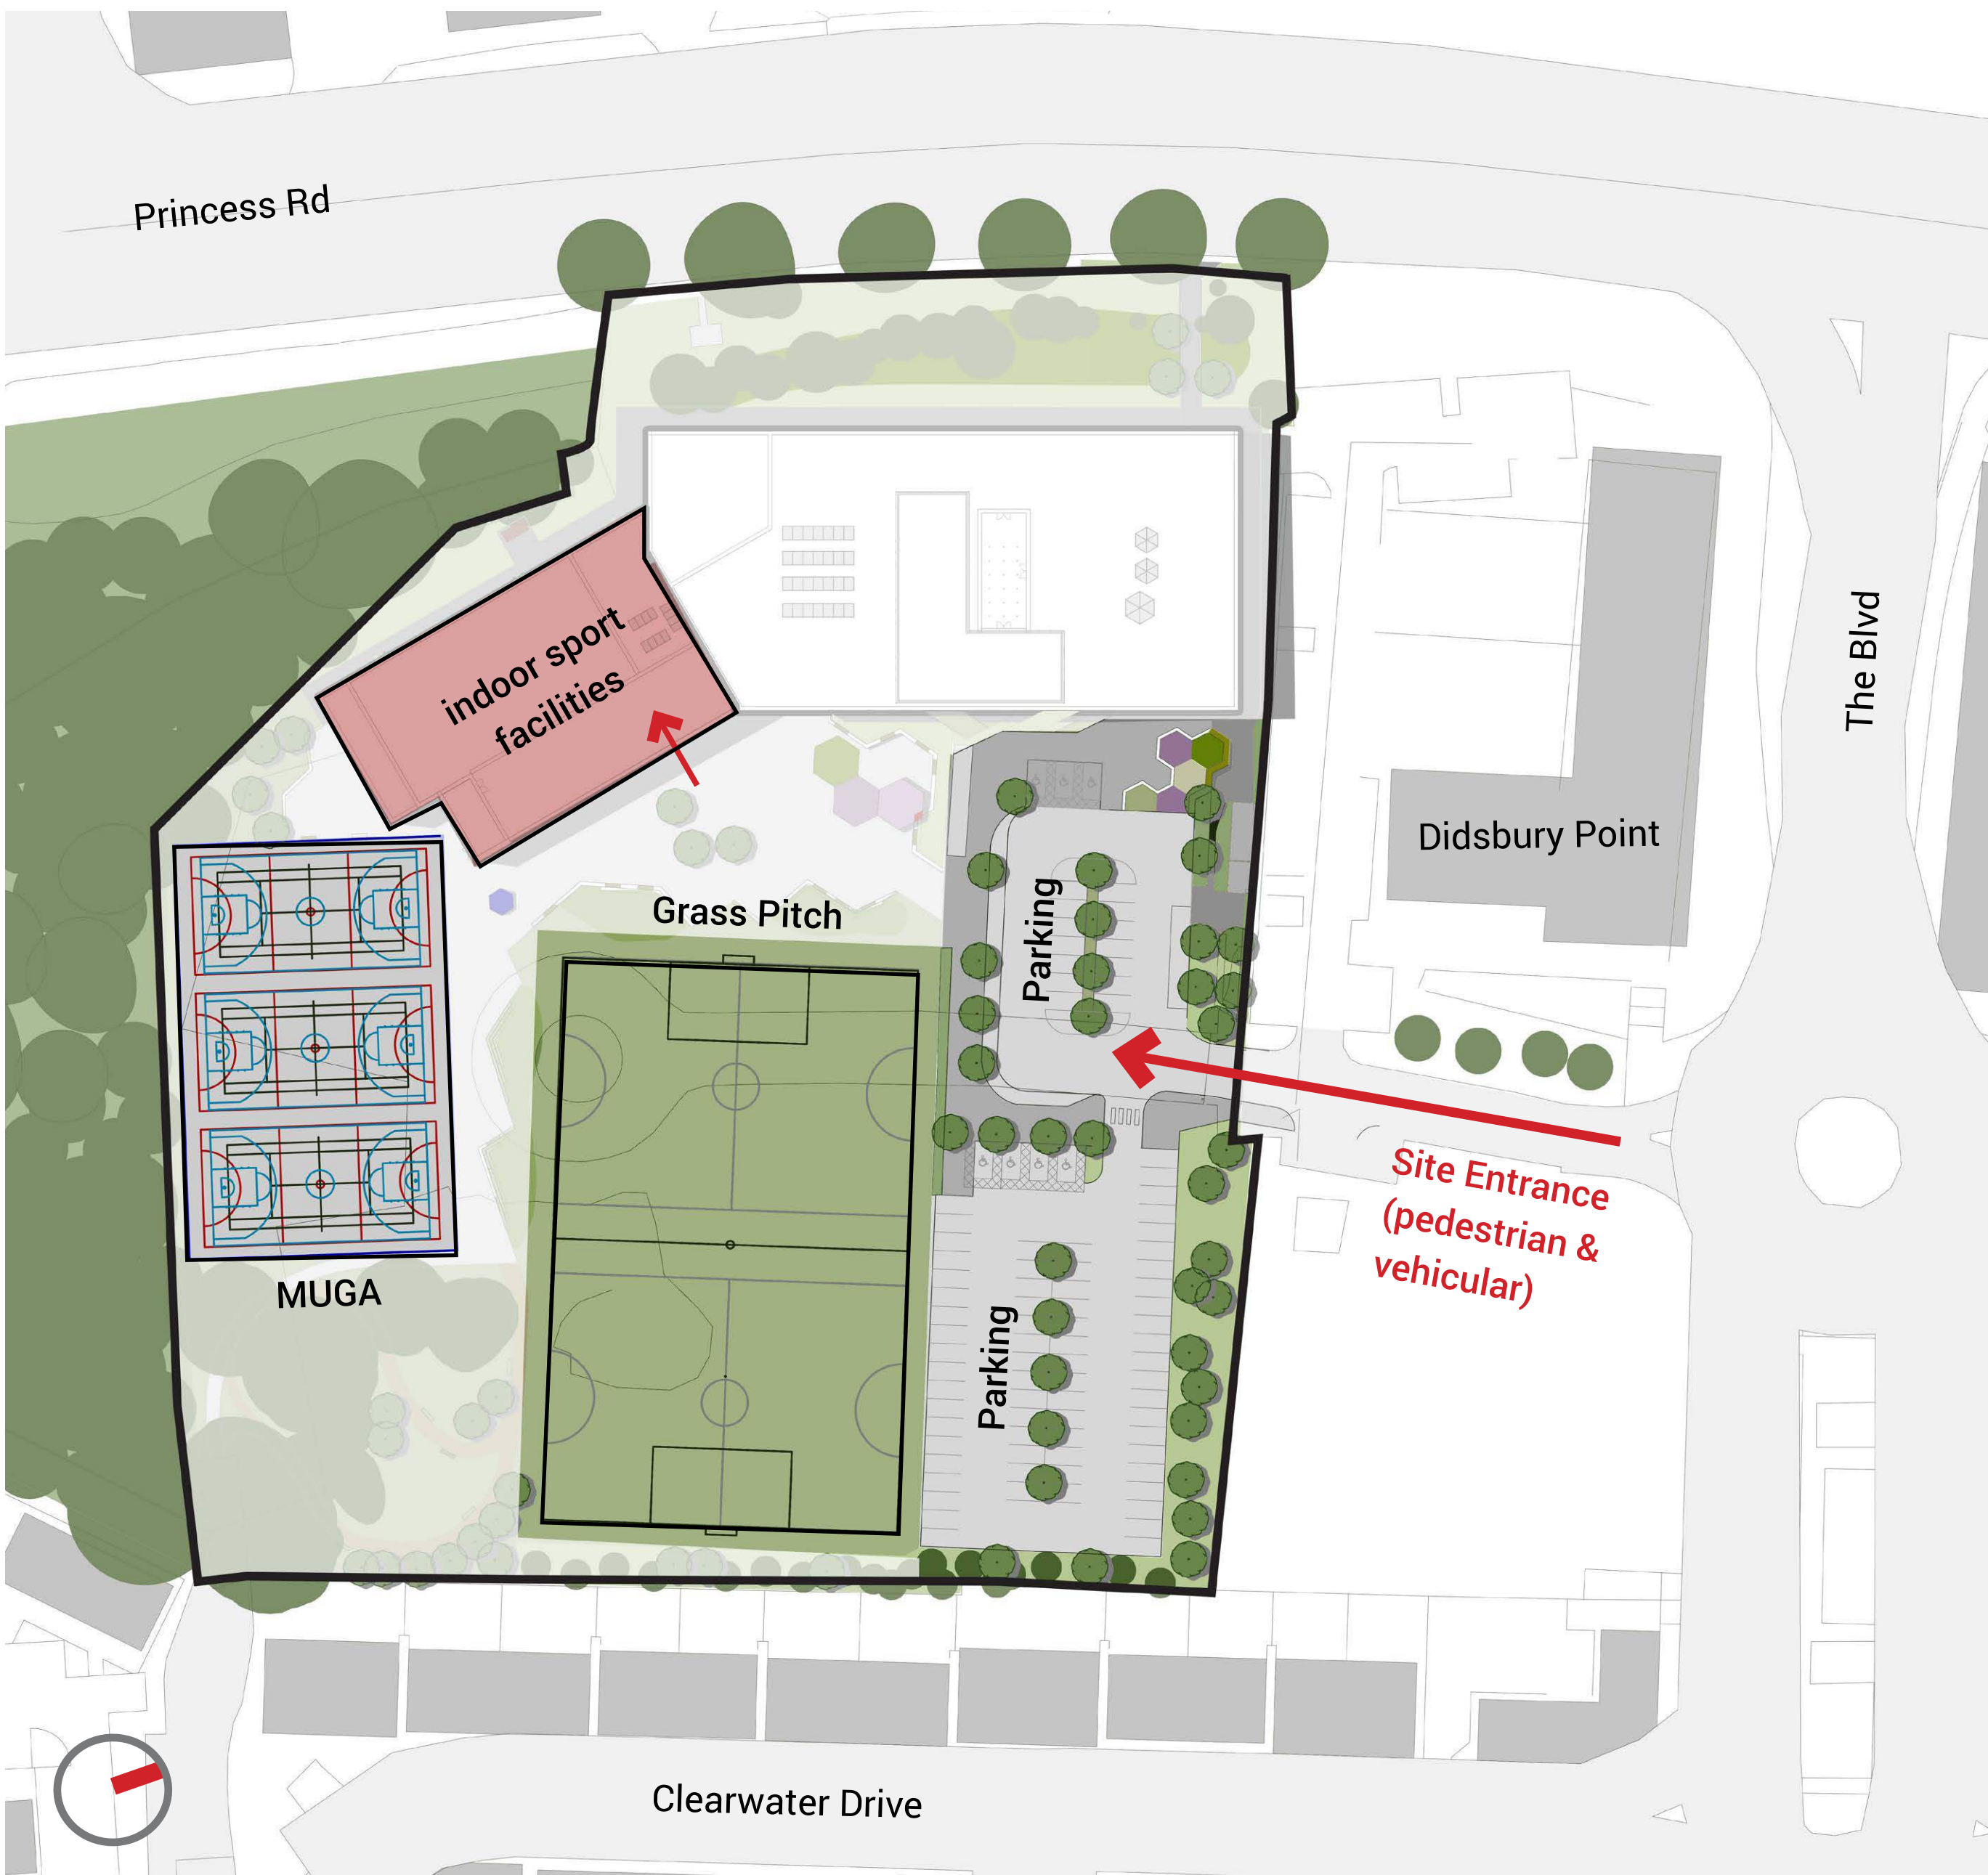 Princess Rd
The Blvd
indoor sport
facilities
Didsbury Point
Grass Pitch
Parking
Site Entrance
(pedestrian &
vehicular)
MUGA
Parking
Clearwater Drive